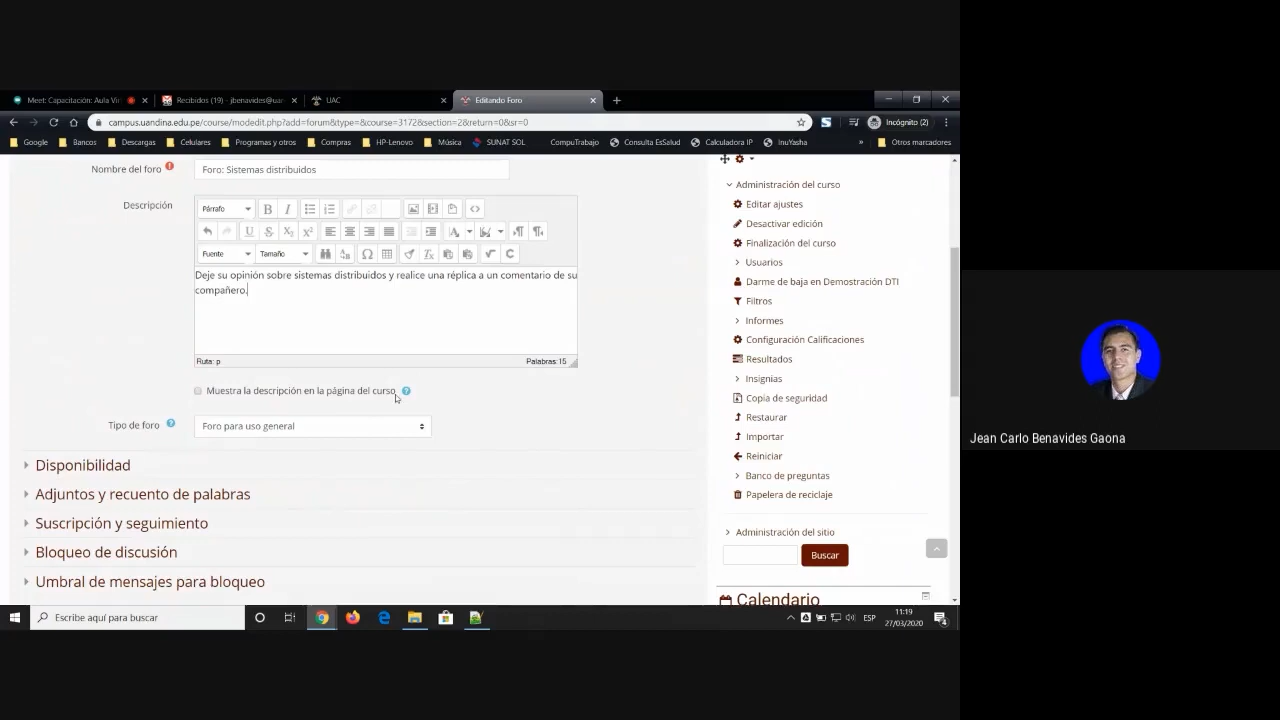 Meet: Capacitación: Aula Vir
Recibidos (19) - jbenavides@uan
UAC
Editando Foro
campus.uandina.edu.pe/course/modedit.php?add=forum&type=&course=3172&section=2&return=0&sr=0
Incógnito (2)
Google
Bancos
Descargas
Celulares
Programas y otros
Compras
HP-Lenovo
Música
SUNAT SOL
CompuTrabajo
Consulta EsSalud
Calculadora IP
InuYasha
»
Otros marcadores
Nombre del foro
Foro: Sistemas distribuidos
Descripción
Párrafo
Fuente
Tamaño
Deje su opinión sobre sistemas distribuidos y realice una réplica a un comentario de su
compañero.
Ruta: p
Palabras:15
Muestra la descripción en la página del curso
Tipo de foro
Foro para uso general
Disponibilidad
Adjuntos y recuento de palabras
Suscripción y seguimiento
Bloqueo de discusión
Umbral de mensajes para bloqueo
Administración del curso
Editar ajustes
Desactivar edición
Finalización del curso
Usuarios
Darme de baja en Demostración DTI
Filtros
Informes
Configuración Calificaciones
Resultados
Insignias
Copia de seguridad
Restaurar
Importar
Reiniciar
Banco de preguntas
Papelera de reciclaje
Administración del sitio
Buscar
Calendario
Escribe aquí para buscar
ESP
11:19
27/03/2020
Jean Carlo Benavides Gaona